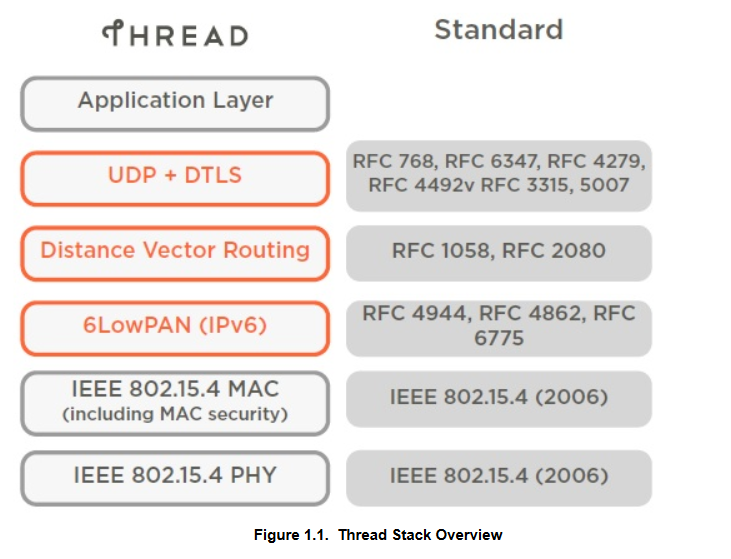 THREAD
Standard
Application Layer
UDP + DTLS
RFC 768, RFC 6347, RFC 4279,
RFC 4492v RFC 3315, 5007
Distance Vector Routing
RFC 1058, RFC 2080
6LowPAN (IPv6)
RFC 4944, RFC 4862, RFC
6775
IEEE 802.15.4 MAC
(including MAC security)
IEEE 802.15.4 (2006)
IEEE 802.15.4 PHY
IEEE 802.15.4 (2006)
Figure 1.1. Thread Stack Overview